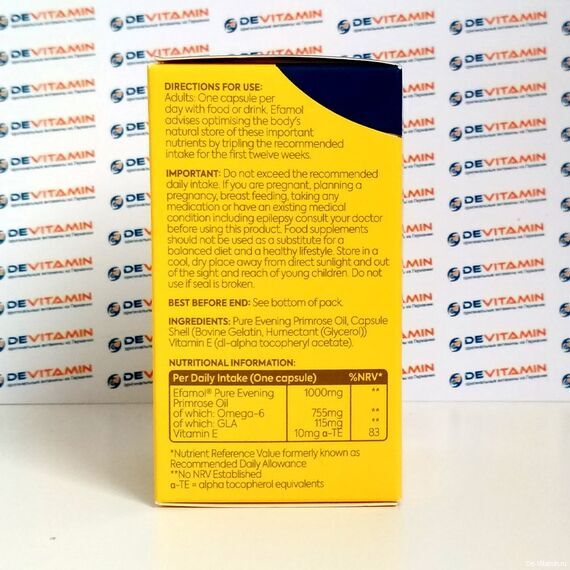 DIRECTIONS FOR USE:
Adults: One capsule per
day with food or drink, Efamol
advises optimising the body's
natural store of these important
nutrients by tripling the recommended
intake for the first twelve weeks.
IMPORTANT: Do not exceed the recommended
daily intake. If you are pregnant, planning a
pregnancy, breast feeding, taking any
medication or have an existing medical
condition including epilepsy consult your doctor
before using this product. Food supplements
should not be used as a substitute for a
balanced diet and a healthy lifestyle. Store in a
cool, dry place away from direct sunlight and out
of the sight and reach of young children. Do not
use if seal is broken.
BEST BEFORE END: See bottom of pack.
INGREDIENTS: Pure Evening Primrose Oil, Capsule
Shell (Bovine Gelatin, Humectant (Glycerol))
Vitamin E (dl-alpha tocopheryl acetate).
NUTRITIONAL INFORMATION:
Per Daily Intake (One capsule) %NRV*
Efamol® Pure Evening 1000mg **
Primrose Oil
of which: Omega-6 755mg **
of which: GLA 115mg **
Vitamin E 10mg α-TE 83
*Nutrient Reference Value formerly known as
Recommended Daily Allowance
**No NRV Established
α-TE = alpha tocopherol equivalents
DEVITAMIN
оригинальные витамины из Германии